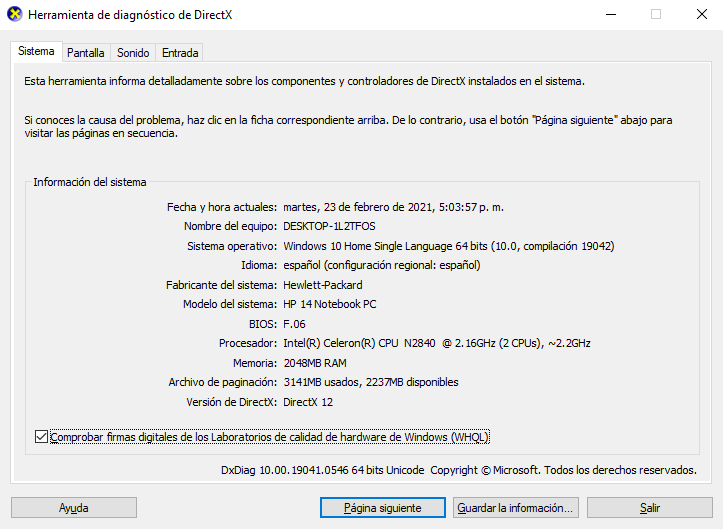 Herramienta de diagnóstico de DirectX
Sistema Pantalla Sonido Entrada
Esta herramienta informa detalladamente sobre los componentes y controladores de DirectX instalados en el sistema.
Si conoces la causa del problema, haz clic en la ficha correspondiente arriba. De lo contrario, usa el botón "Página siguiente" abajo para
visitar las páginas en secuencia.
Información del sistema
Fecha y hora actuales: martes, 23 de febrero de 2021, 5:03:57 p. m.
Nombre del equipo: DESKTOP-1L2TFOS
Sistema operativo: Windows 10 Home Single Language 64 bits (10.0, compilación 19042)
Idioma: español (configuración regional: español)
Fabricante del sistema: Hewlett-Packard
Modelo del sistema: HP 14 Notebook PC
BIOS: F.06
Procesador: Intel(R) Celeron(R) CPU N2840 @ 2.16GHz (2 CPUs), ~2.2GHz
Memoria: 2048MB RAM
Archivo de paginación: 3141MB usados, 2237MB disponibles
Versión de DirectX: DirectX 12
Comprobar firmas digitales de los Laboratorios de calidad de hardware de Windows (WHQL)
DxDiag 10.00.19041.0546 64 bits Unicode Copyright © Microsoft. Todos los derechos reservados.
Ayuda Página siguiente Guardar la información... Salir